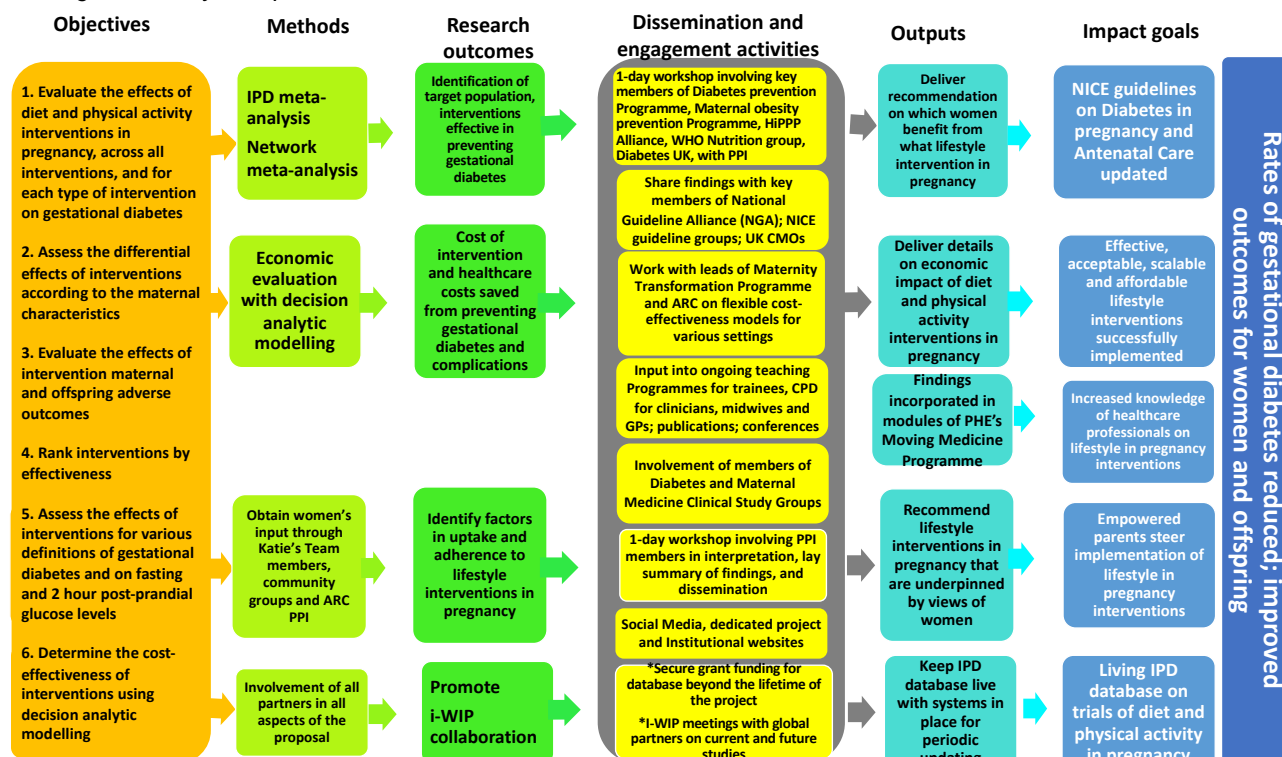 Objectives
Methods
Research
outcomes
Dissemination and
engagement activities
Outputs
Impact goals
1. Evaluate the effects of
diet and physical activity
interventions in
pregnancy, across all
interventions, and for
each type of intervention
on gestational diabetes
2. Assess the differential
effects of interventions
according to the maternal
characteristics
3. Evaluate the effects of
intervention maternal
and offspring adverse
outcomes
4. Rank interventions by
effectiveness
5. Assess the effects of
interventions for various
definitions of gestational
diabetes and on fasting
and 2 hour post-prandial
glucose levels
6. Determine the cost-
effectiveness of
interventions using
decision analytic
modelling
IPD meta-
analysis
Network
meta-analysis
Economic
evaluation
with decision
analytic
modelling
Obtain women's
input through
Katie's Team
members,
community
groups and ARC
PPI
Involvement of all
partners in all
aspects of the
proposal
Identification of
target population,
interventions
effective in
preventing
gestational
diabetes
Cost of
intervention
and healthcare
costs saved
from preventing
gestational
diabetes and
complications
Identify factors
in uptake and
adherence to
lifestyle
interventions in
pregnancy
Promote
i-WIP
collaboration
1-day workshop involving key
members of Diabetes prevention
Programme, Maternal obesity
prevention Programme, HiPPP
Alliance, WHO Nutrition group,
Diabetes UK, with PPI
Share findings with key
members of National
Guideline Alliance (NGA); NICE
guideline groups; UK CMOs
Work with leads of Maternity
Transformation Programme
and ARC on flexible cost-
effectiveness models for
various settings
Input into ongoing teaching
Programmes for trainees, CPD
for clinicians, midwives and
GPs; publications; conferences
Involvement of members of
Diabetes and Maternal
Medicine Clinical Study Groups
1-day workshop involving PPI
members in interpretation, lay
summary of findings, and
dissemination
Social Media, dedicated project
and Institutional websites
*Secure grant funding for
database beyond the lifetime of
the project
*I-WIP meetings with global
partners on current and future
studies
Deliver
recommendation
on which women
benefit from
what lifestyle
intervention in
pregnancy
Deliver details
on economic
impact of diet
and physical
activity
interventions in
pregnancy
Findings
incorporated in
modules of PHE's
Moving Medicine
Programme
Recommend
lifestyle
interventions in
pregnancy that
are underpinned
by views of
women
Keep IPD
database live
with systems in
place for
periodic
updating
NICE guidelines
on Diabetes in
pregnancy and
Antenatal Care
updated
Effective,
acceptable, scalable
and affordable
lifestyle
interventions
successfully
implemented
Increased knowledge
of healthcare
professionals on
lifestyle in pregnancy
interventions
Empowered
parents steer
implementation of
lifestyle in
pregnancy
interventions
Living IPD
database on
trials of diet and
physical activity
in pregnancy
Rates of gestational diabetes reduced; improved
outcomes for women and offspring